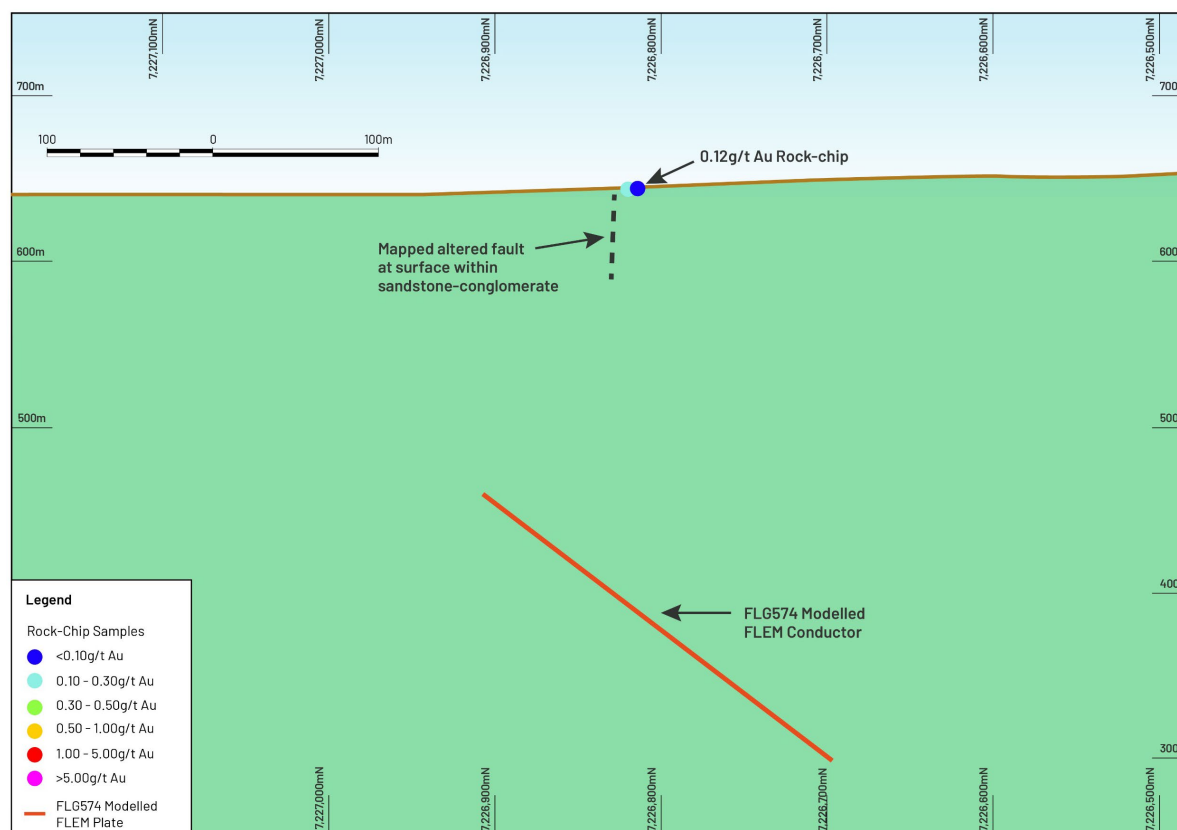 7,227,100mN
7,227,000mN
7,226,900mN
7,226,800mN
7,226,700mN
7,226,600mN
7,226,500mN
700m
700
100 0 100m
0.12g/t Au Rock-chip
Mapped altered fault
at surface within
sandstone-conglomerate
600m
600
500m
500
400
FLG574 Modelled
FLEM Conductor
300
Legend
Rock-Chip Samples
<0.10g/t Au
0.10 - 0.30g/t Au
0.30 - 0.50g/t Au
0.50 - 1.00g/t Au
1.00 - 5.00g/t Au
>5.00g/t Au
FLG574 Modelled
FLEM Plate
7,227,000mN
7,226,900mN
7,226,800mN
7,226,700mN
7,226,600mN
7,226,500mN